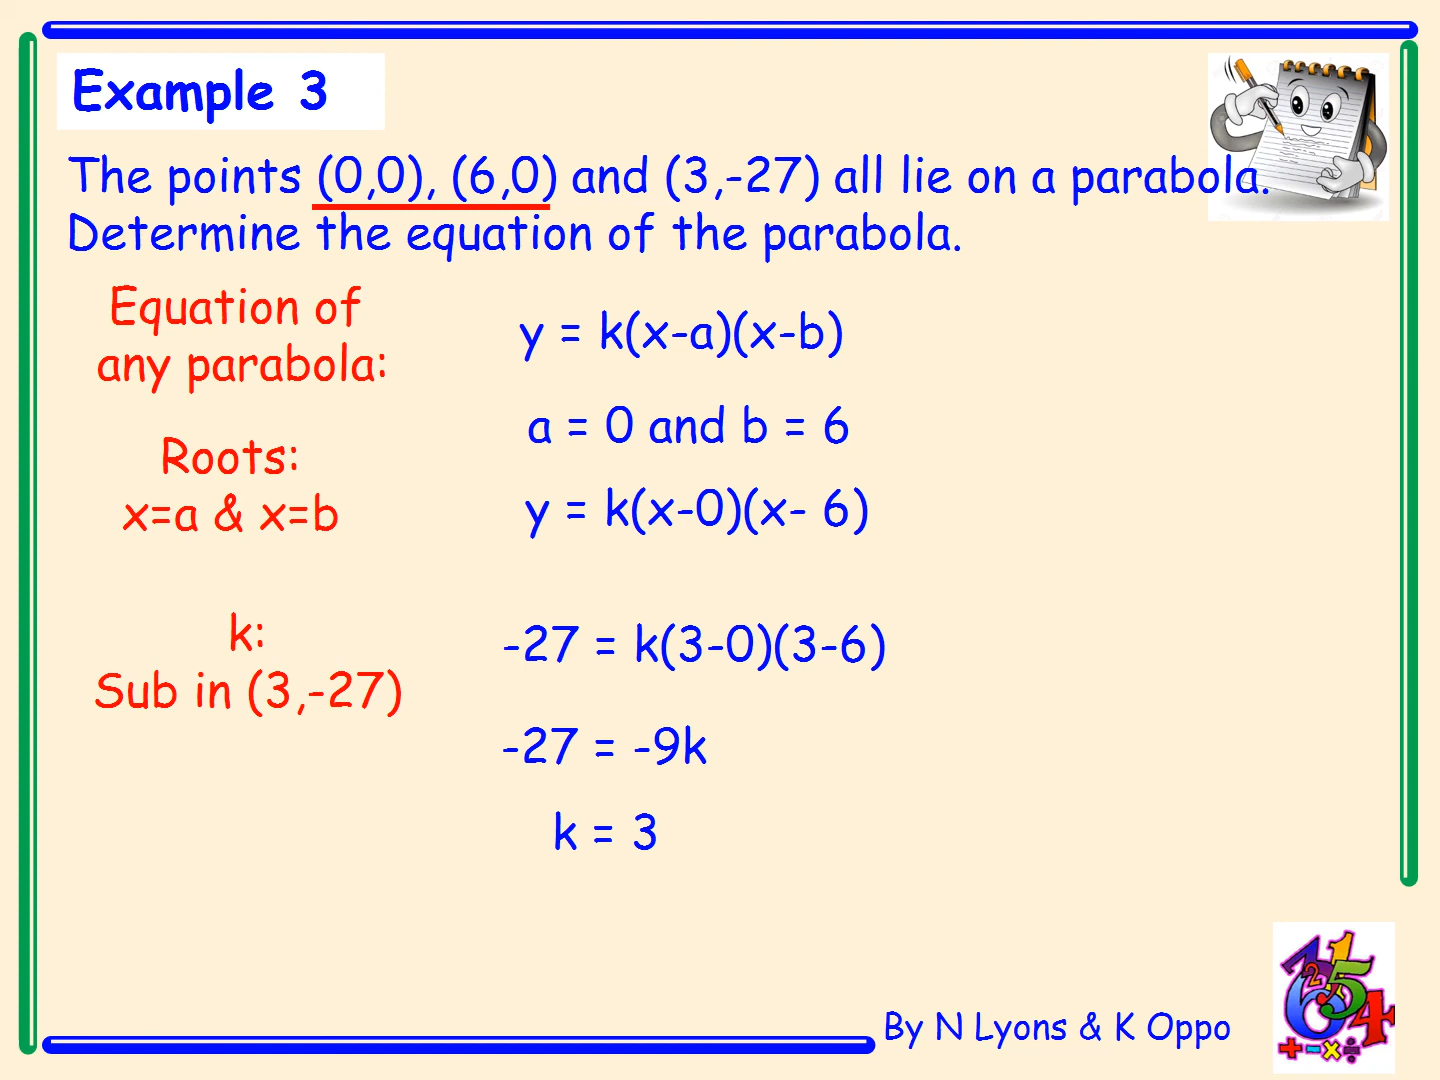 Example 3
The points (0,0), (6,0) and (3,-27) all lie on a parabola.
Determine the equation of the parabola.
Equation of
any parabola:
y = k(x-a)(x-b)
a = 0 and b = 6
Roots:
x=a & x=b
y = k(x-0)(x- 6)
k:
Sub in (3,-27)
-27 = k(3-0)(3-6)
-27 = -9k
k = 3
By N Lyons & K Oppo